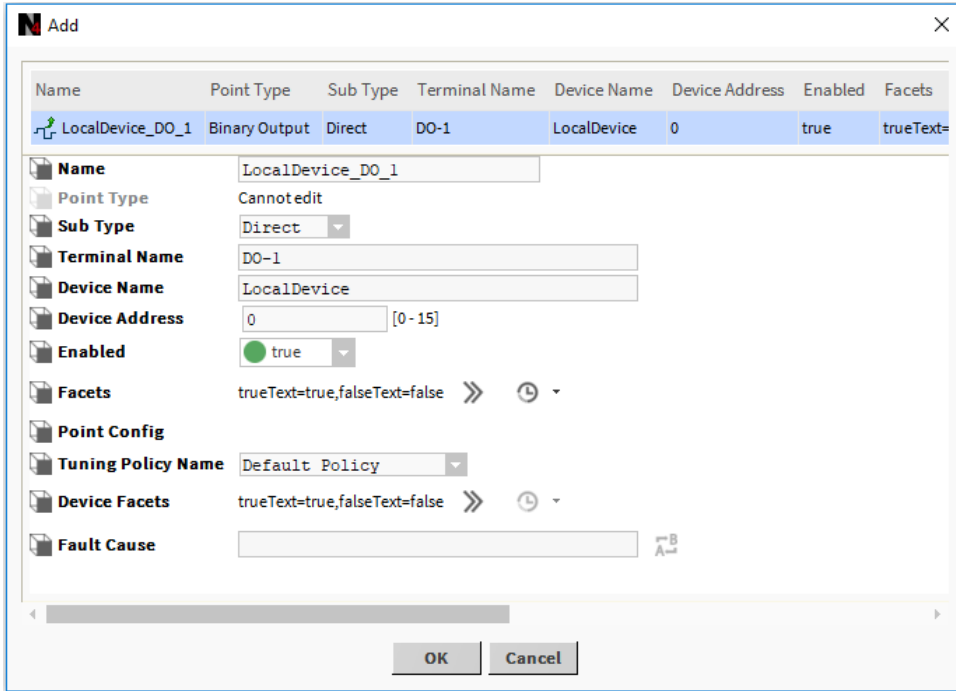 N4 Add
Name Point Type Sub Type Terminal Name Device Name Device Address Enabled Facets
LocalDevice_DO_1 Binary Output Direct DO-1 LocalDevice 0 true trueText=
Name LocalDevice_DO_1
Point Type Cannot edit
Sub Type Direct
Terminal Name DO-1
Device Name LocalDevice
Device Address 0 [0 - 15]
Enabled true
Facets trueText=true,falseText=false
Point Config
Tuning Policy Name Default Policy
Device Facets trueText=true,falseText=false
Fault Cause
OK Cancel